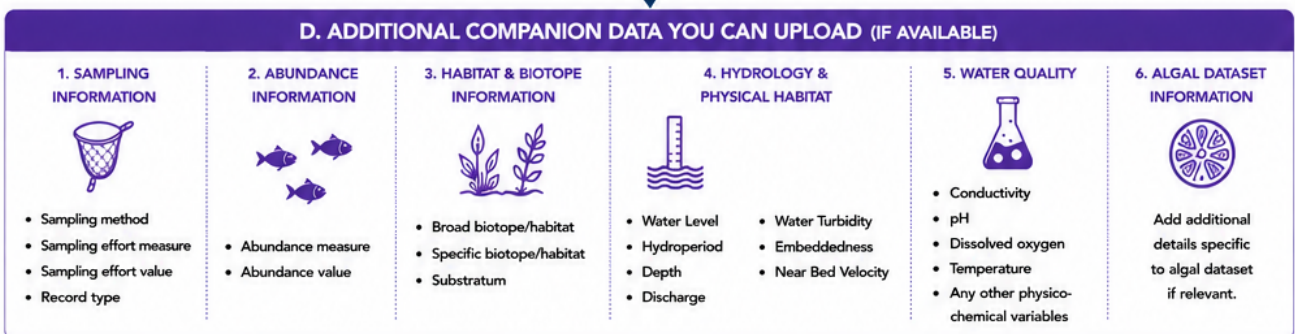 D. ADDITIONAL COMPANION DATA YOU CAN UPLOAD (IF AVAILABLE)
1. SAMPLING
INFORMATION
• Sampling method
• Sampling effort measure
• Sampling effort value
• Record type
2. ABUNDANCE
INFORMATION
• Abundance measure
• Abundance value
3. HABITAT & BIOTOPE
INFORMATION
• Broad biotope/habitat
• Specific biotope/habitat
• Substratum
4. HYDROLOGY &
PHYSICAL HABITAT
• Water Level
• Hydroperiod
• Depth
• Discharge
• Water Turbidity
• Embeddedness
• Near Bed Velocity
5. WATER QUALITY
• Conductivity
• pH
• Dissolved oxygen
• Temperature
• Any other physico-
chemical variables
6. ALGAL DATASET
INFORMATION
Add additional
details specific
to algal dataset
if relevant.